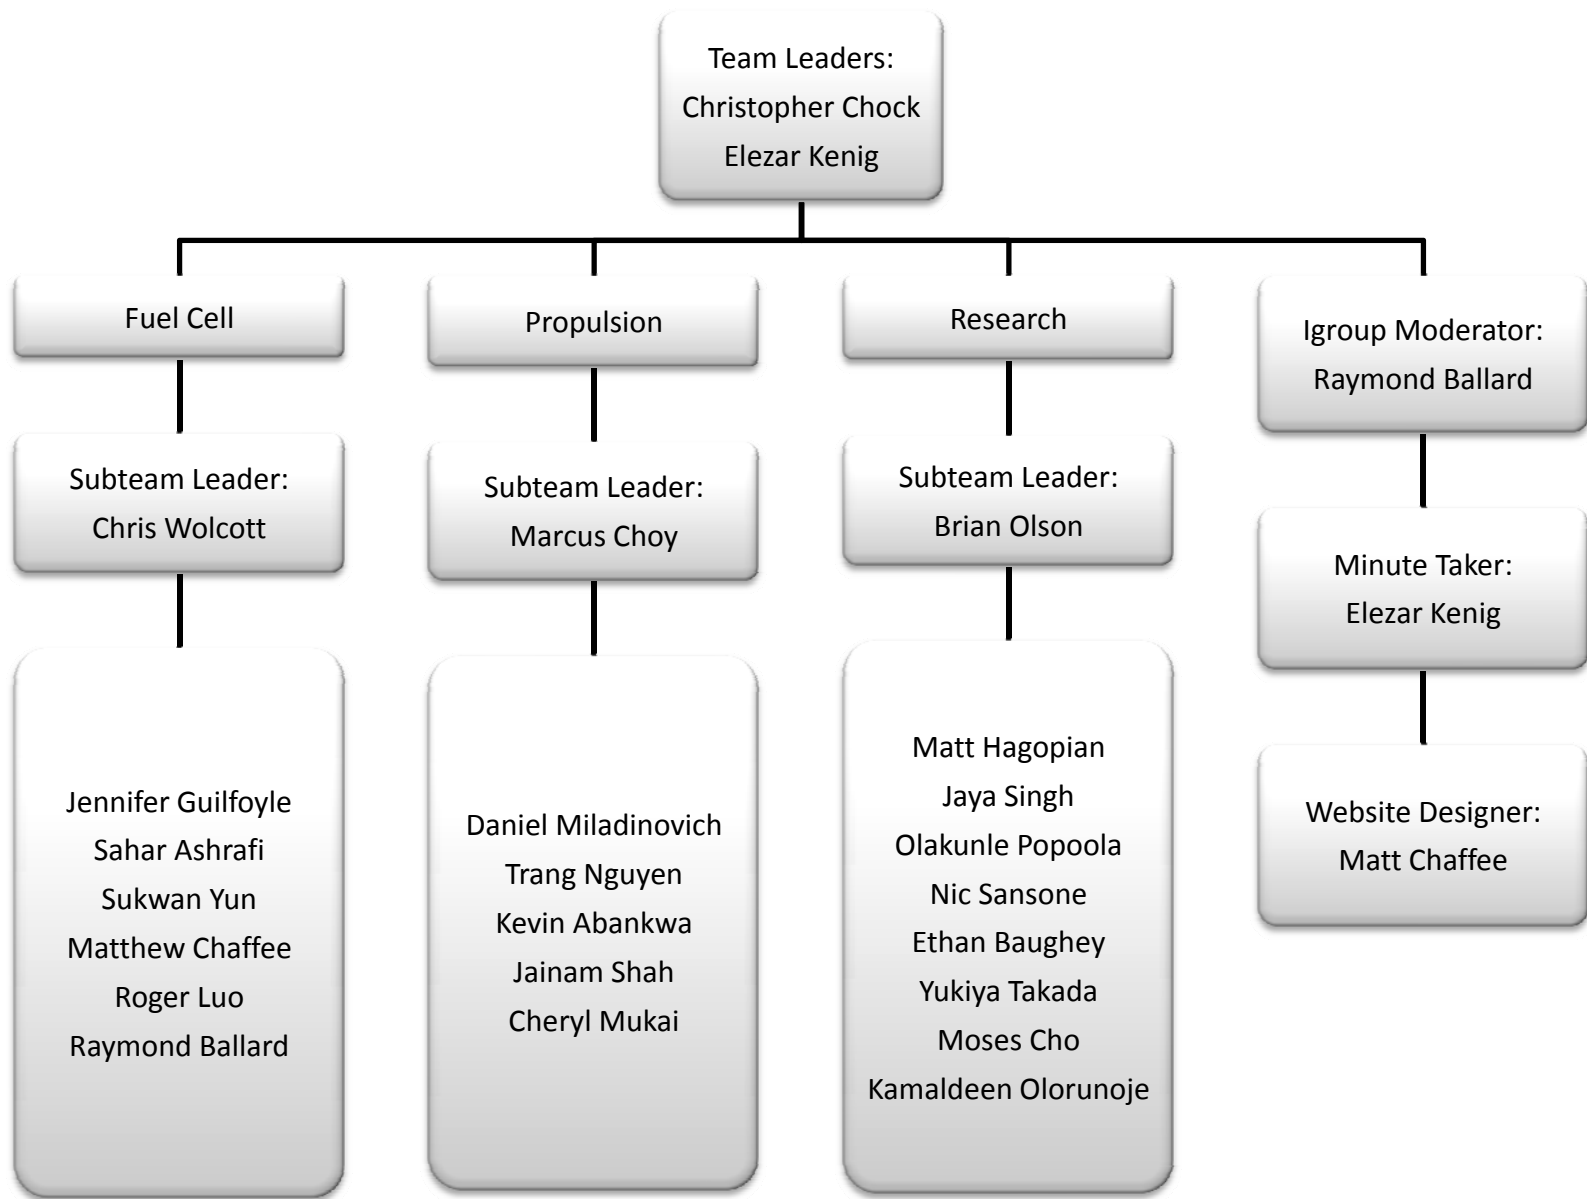 Team Leaders:
Christopher Chock
Elezar Kenig
Fuel Cell
Subteam Leader:
Chris Wolcott
Jennifer Guilfoyle
Sahar Ashrafi
Sukwan Yun
Matthew Chaffee
Roger Luo
Raymond Ballard
Propulsion
Subteam Leader:
Marcus Choy
Daniel Miladinovich
Trang Nguyen
Kevin Abankwa
Jainam Shah
Cheryl Mukai
Research
Subteam Leader:
Brian Olson
Matt Hagopian
Jaya Singh
Olakunle Popoola
Nic Sansone
Ethan Baughey
Yukiya Takada
Moses Cho
Kamaldeen Olorunoje
Igroup Moderator:
Raymond Ballard
Minute Taker:
Elezar Kenig
Website Designer:
Matt Chaffee